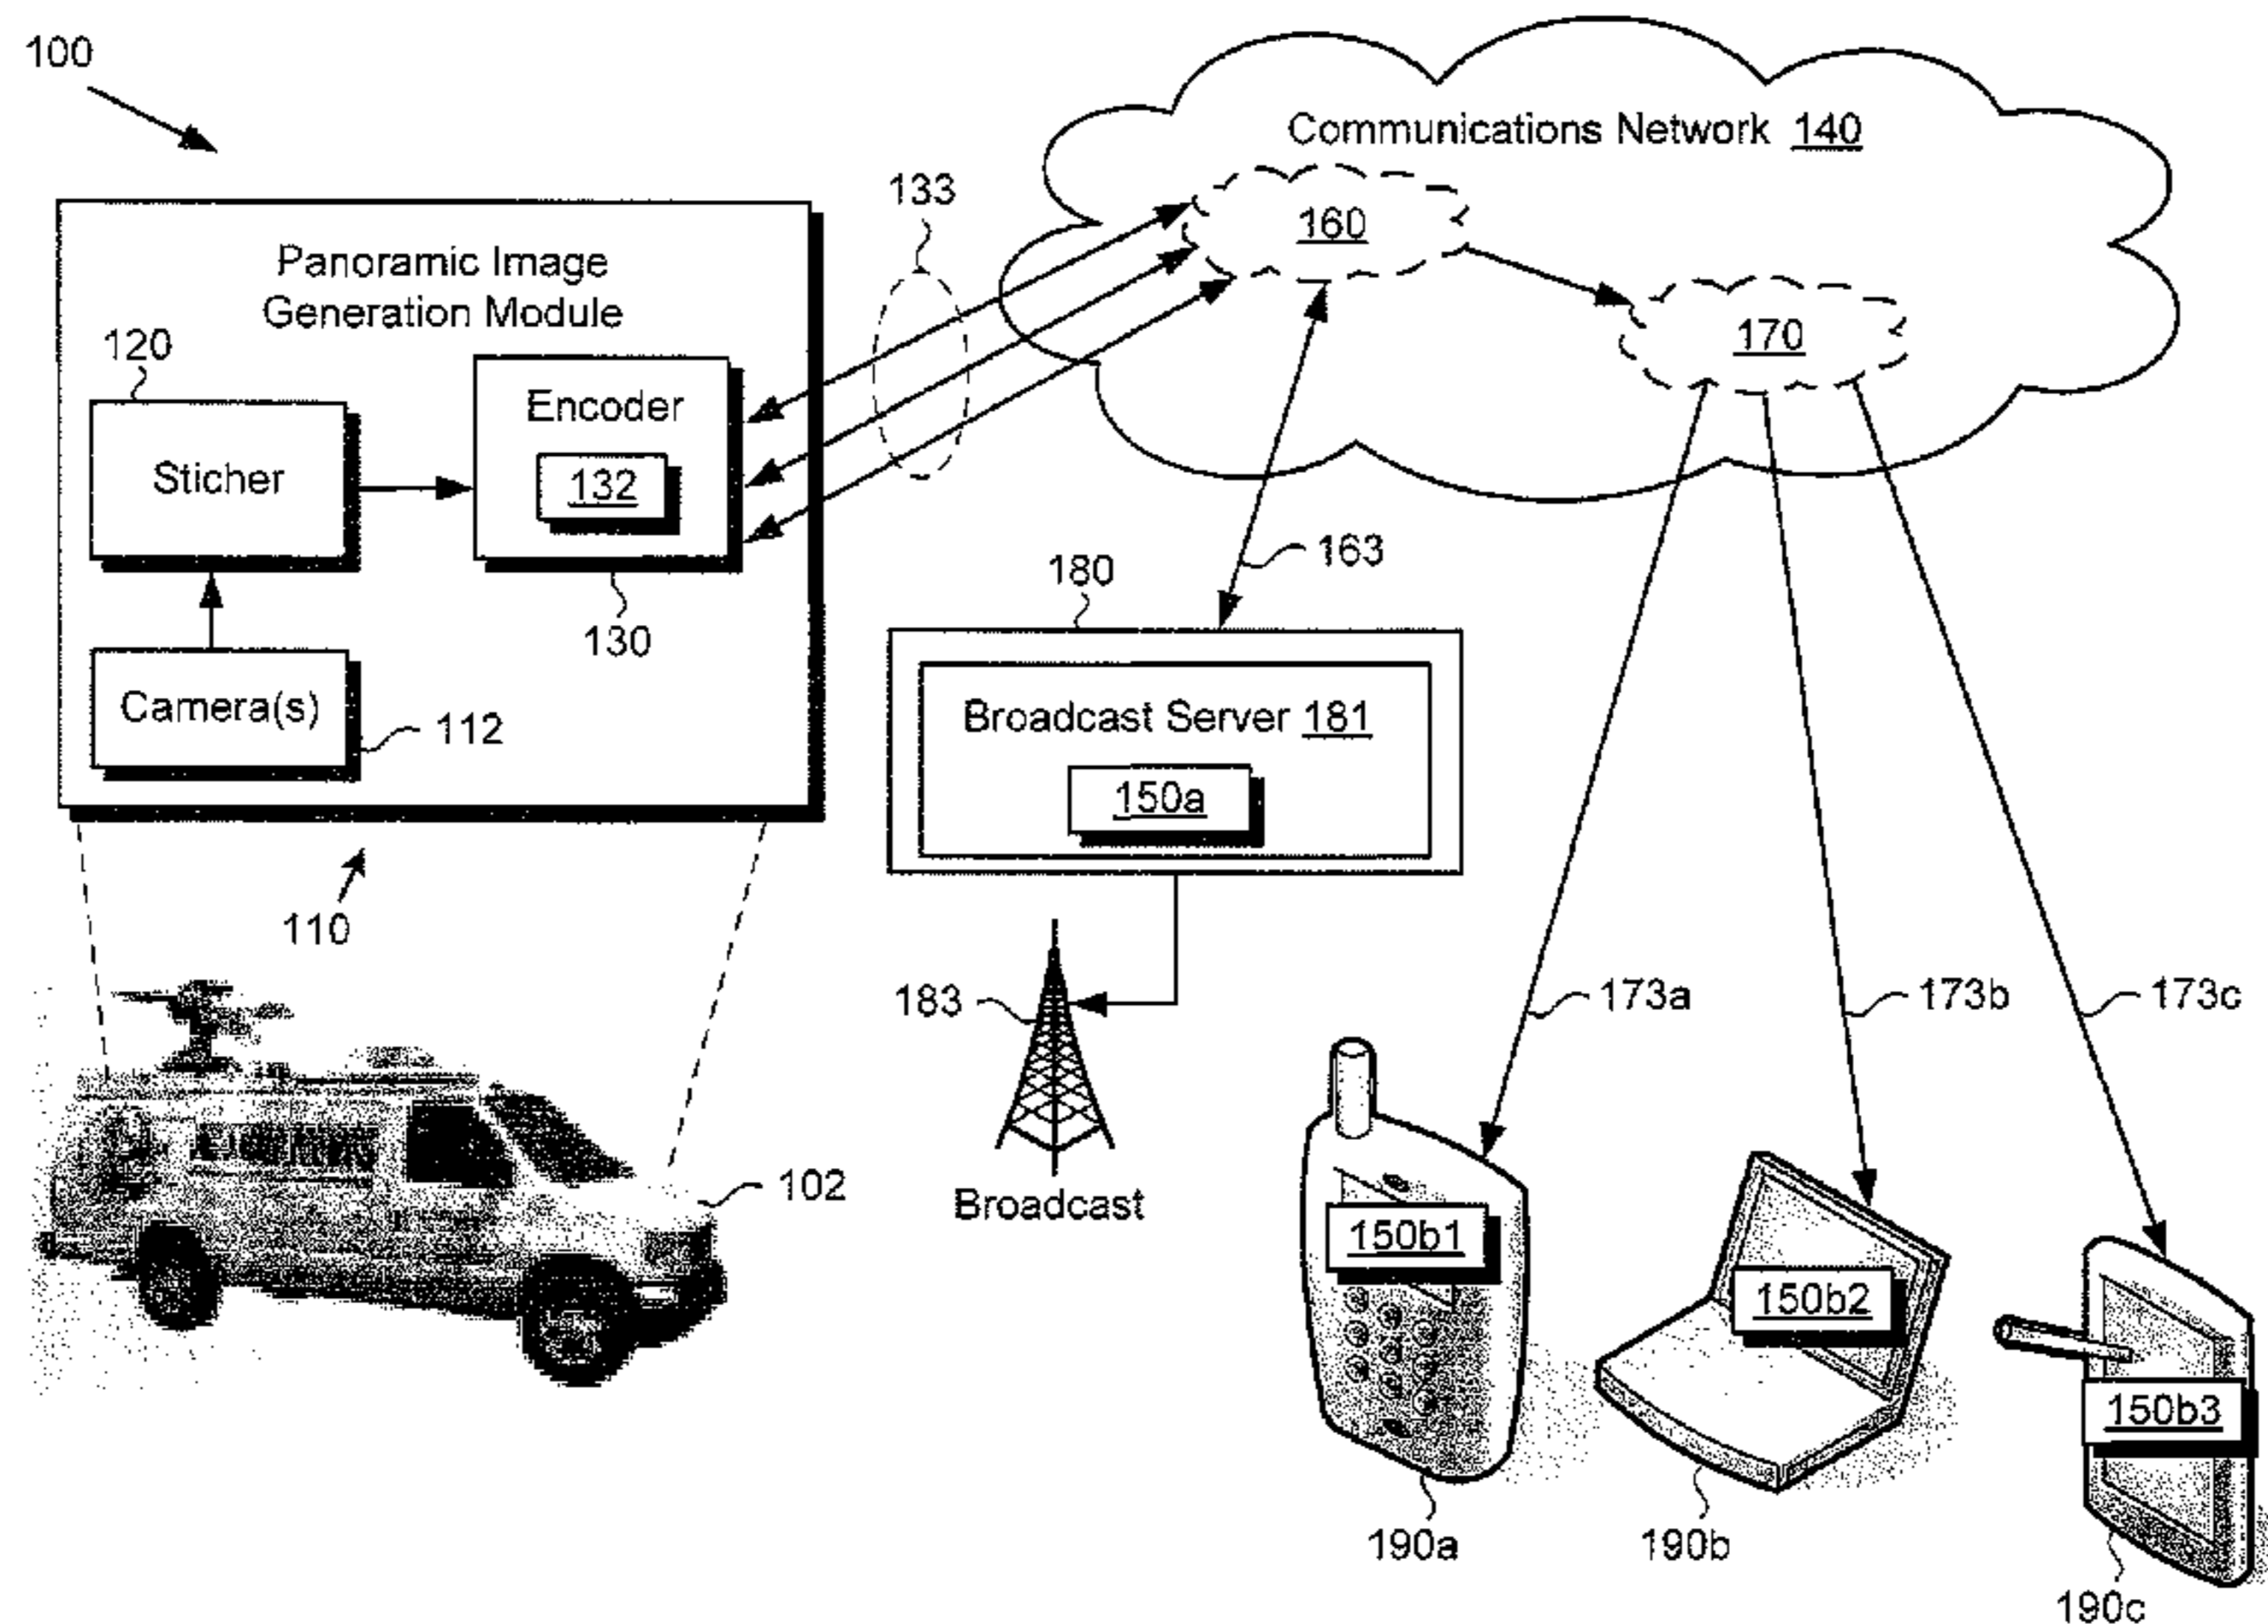 100
Communications Network 140
133
160
Panoramic Image
Generation Module
170
120
Encoder
Sticher
132
163
180
130
Camera(s)
112
Broadcast Server 181
150a
110
183
173a
173b
173c
102
Broadcast
150b1
150b2
150b3
190a
190b
190c